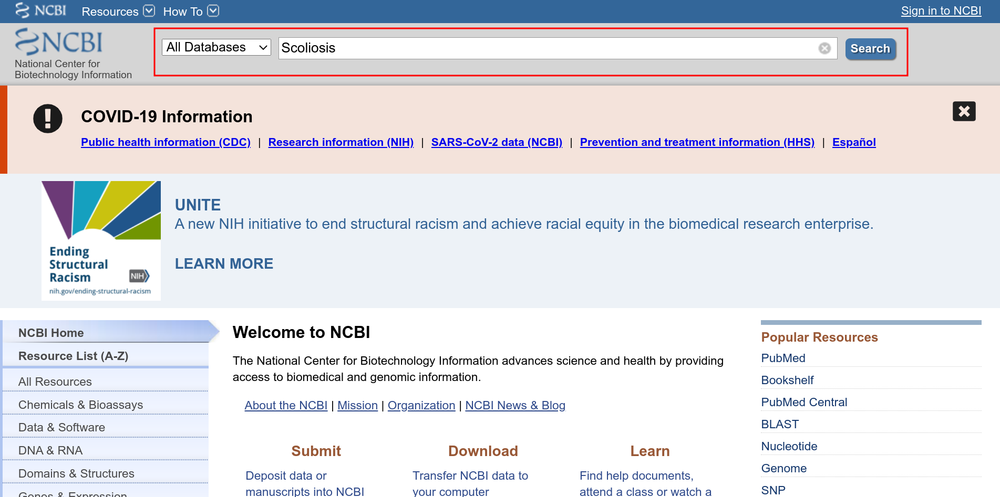 NCBI Resources How To Sign in to NCBI
NCBI
National Center for
Biotechnology Information
All Databases Scoliosis Search
COVID-19 Information
Public health information (CDC) | Research information (NIH) | SARS-CoV-2 data (NCBI) | Prevention and treatment information (HHS) | Español
Ending
Structural
Racism
NIH
nih.gov/ending-structural-racism
UNITE
A new NIH initiative to end structural racism and achieve racial equity in the biomedical research enterprise.
LEARN MORE
NCBI Home
Resource List (A-Z)
All Resources
Chemicals & Bioassays
Data & Software
DNA & RNA
Domains & Structures
Genes & Expression
Welcome to NCBI
The National Center for Biotechnology Information advances science and health by providing
access to biomedical and genomic information.
About the NCBI | Mission | Organization | NCBI News & Blog
Submit
Deposit data or
manuscripts into NCBI
Download
Transfer NCBI data to
your computer
Learn
Find help documents,
attend a class or watch a
Popular Resources
PubMed
Bookshelf
PubMed Central
BLAST
Nucleotide
Genome
SNP